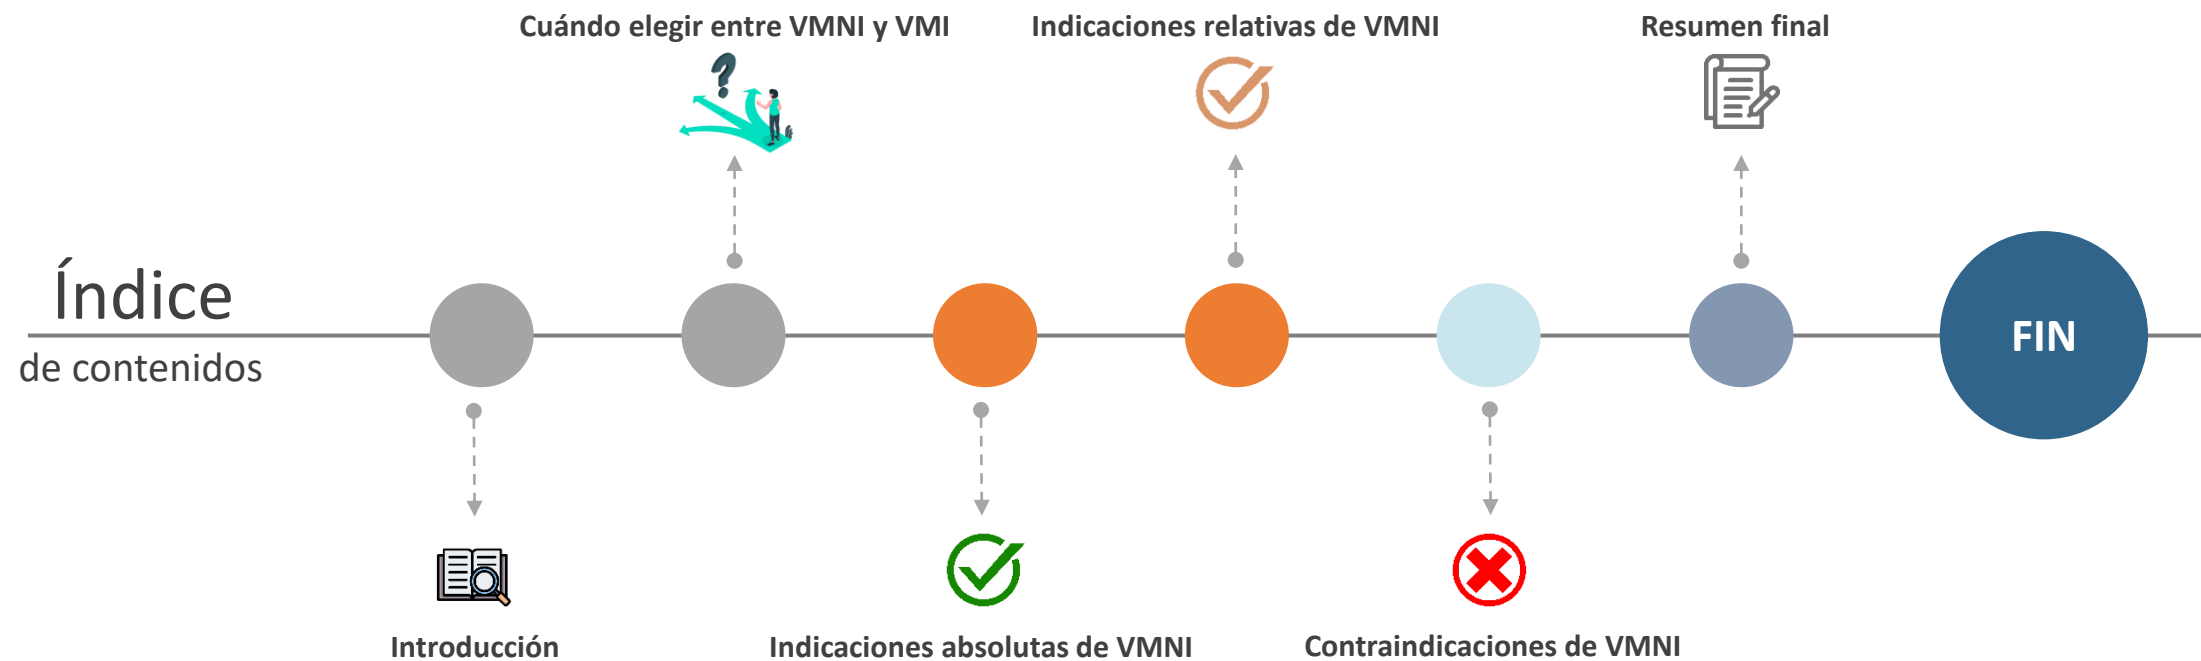 Índice
de contenidos
Introducción
Cuándo elegir entre VMNI y VMI
Indicaciones absolutas de VMNI
Indicaciones relativas de VMNI
Contraindicaciones de VMNI
Resumen final
FIN